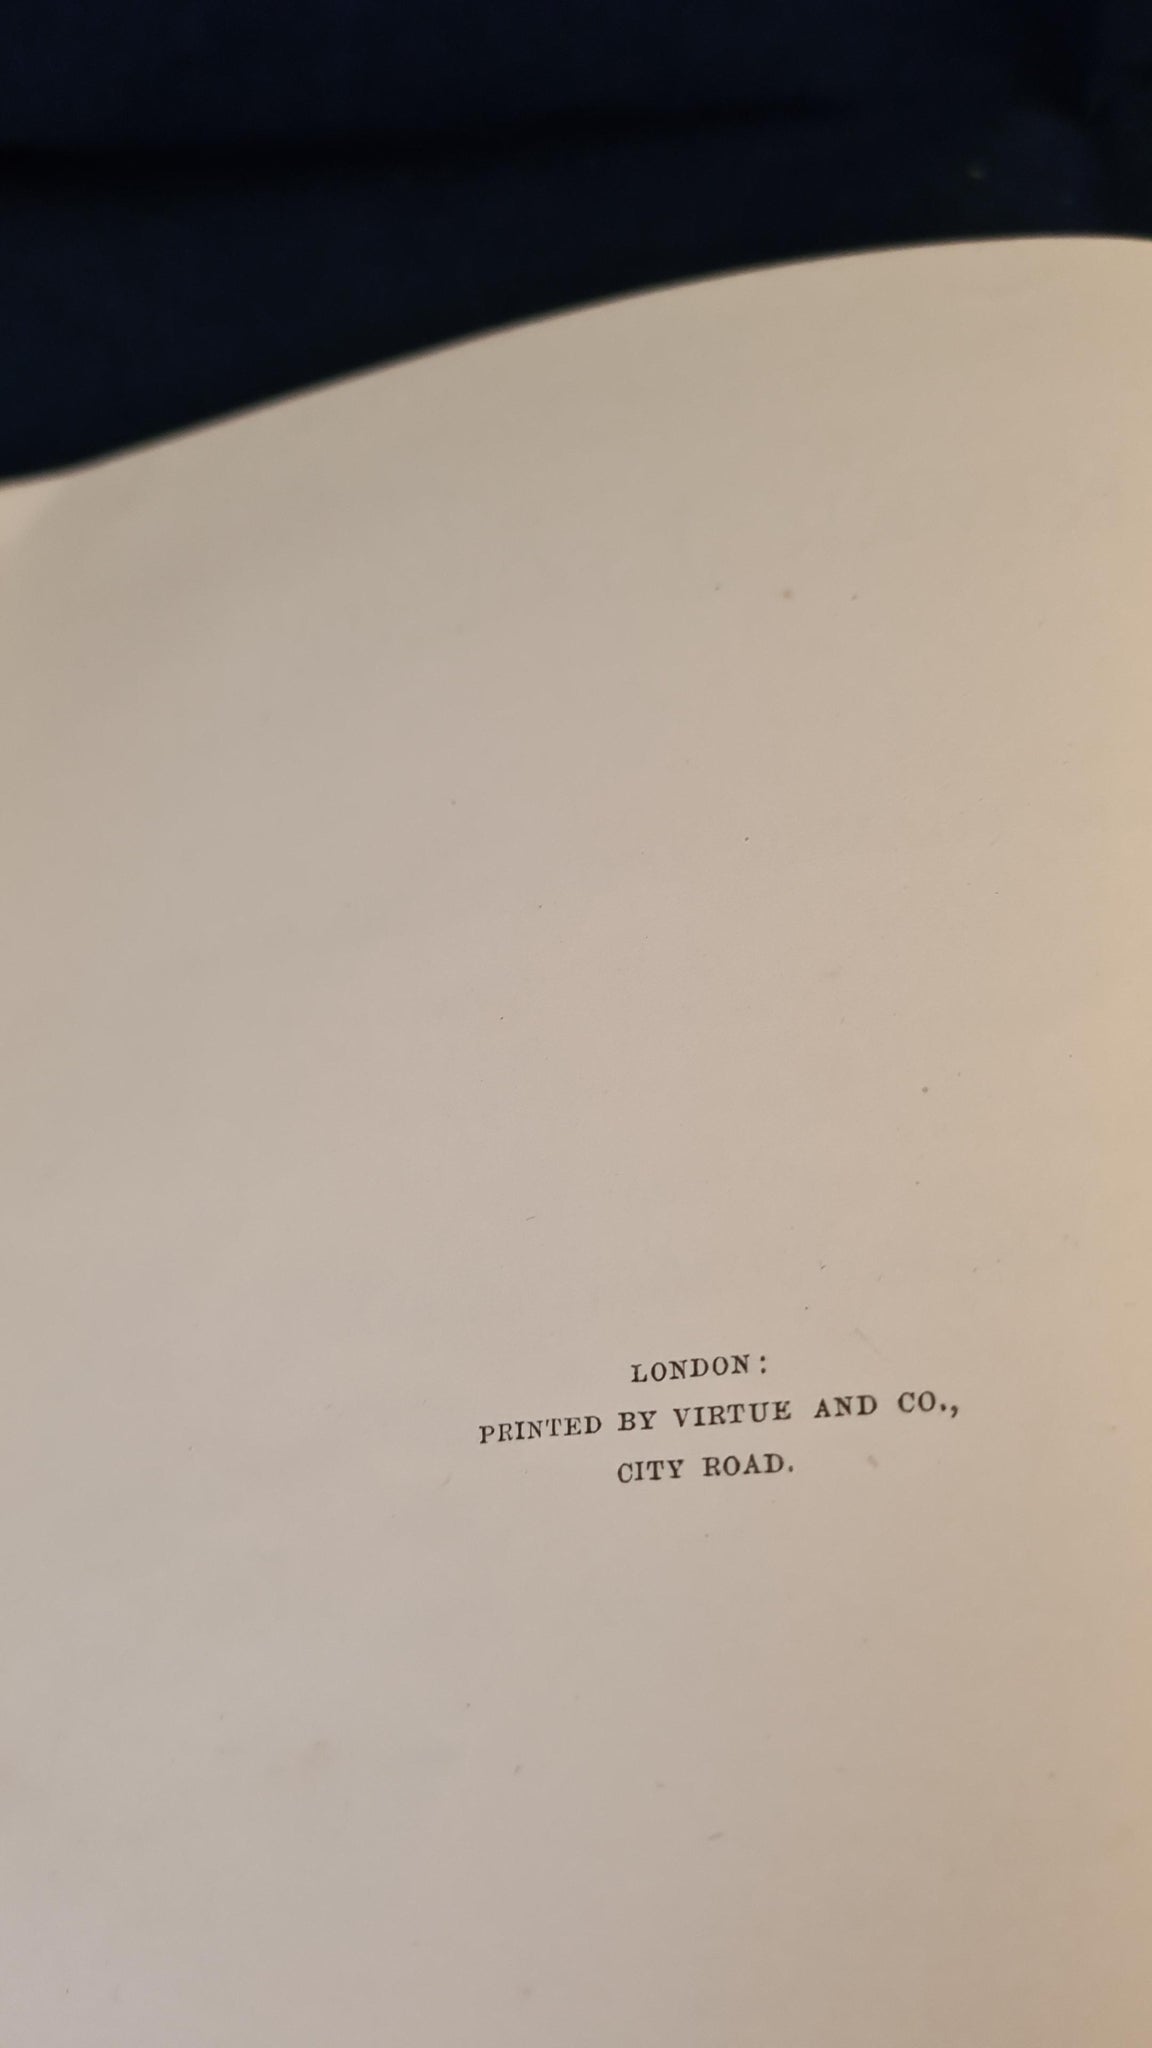 LONDON:
PRINTED BY VIRTUE AND CO.,
CITY ROAD.